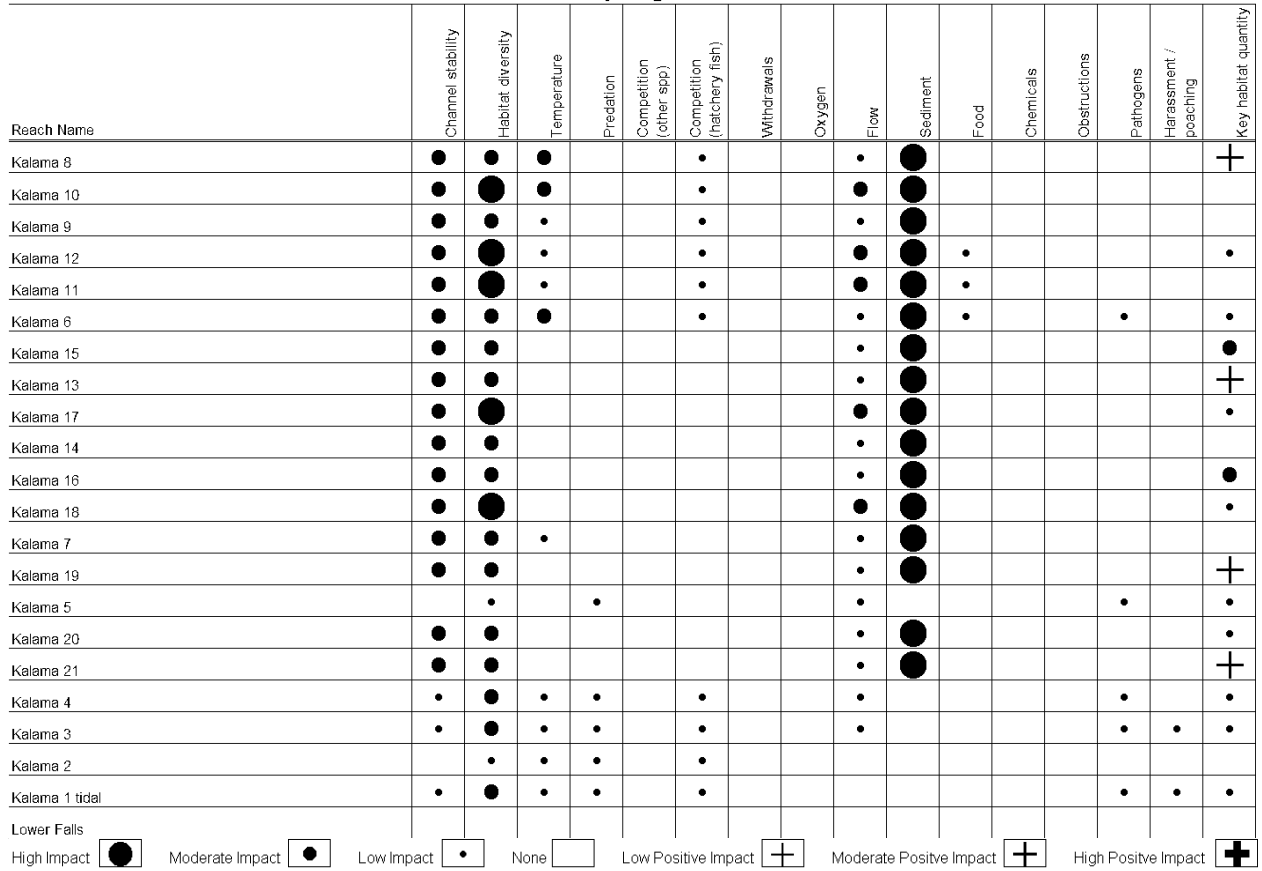 Reach Name
Channel stability
Habitat diversity
Temperature
Predation
Competition
(other spp)
Competition
(hatchery fish)
Withdrawals
Oxygen
Flow
Sediment
Food
Chemicals
Obstructions
Pathogens
Harassment /
poaching
Key habitat quantity
Kalama 8
Kalama 10
Kalama 9
Kalama 12
Kalama 11
Kalama 6
Kalama 15
Kalama 13
Kalama 17
Kalama 14
Kalama 16
Kalama 18
Kalama 7
Kalama 19
Kalama 5
Kalama 20
Kalama 21
Kalama 4
Kalama 3
Kalama 2
Kalama 1 tidal
Lower Falls
High Impact Moderate Impact Low Impact None Low Positive Impact Moderate Positve Impact High Positve Impact